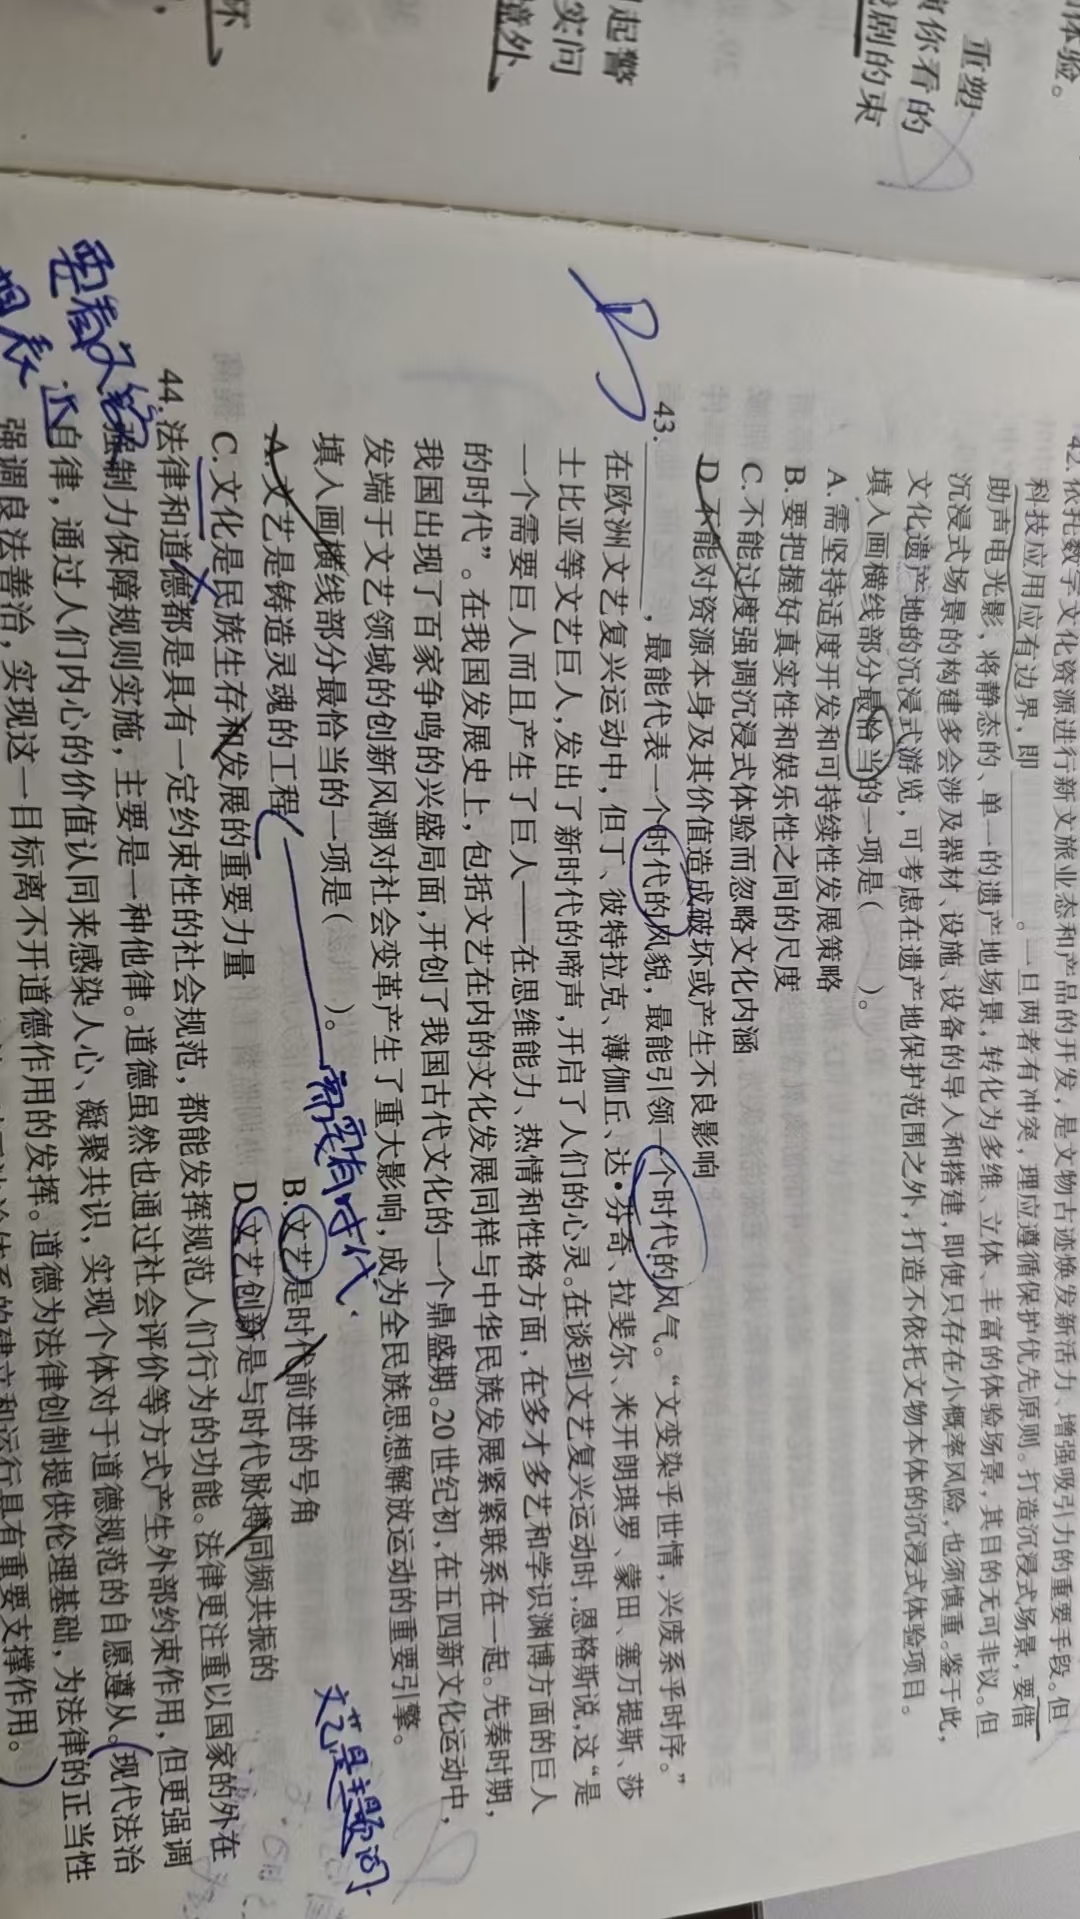 体验。
重塑
你看的
剧的束
起警
实问
意外
环
42.依托数字文化资源进行新文旅业态和产品的开发，是文物古迹焕发新活力、增强吸引力的重要手段。但
科技应用应有边界，即________。一旦两者有冲突，理应遵循保护优先原则。打造沉浸式场景，要借
助声电光影，将静态的、单一的遗产地场景，转化为多维、立体、丰富的体验场景，其目的无可非议。但
沉浸式场景的构建多会涉及器材、设施、设备的导入和搭建，即使只存在小概率风险，也须慎重。鉴于此，
文化遗产地的沉浸式游览，可考虑在遗产地保护范围之外，打造不依托文物本体的沉浸式体验项目。
填入画横线部分最恰当的一项是（ ）。
A.需坚持适度开发和可持续性发展策略
B.要把握好真实性和娱乐性之间的尺度
C.不能过度强调沉浸式体验而忽略文化内涵
D.不能对资源本身及其价值造成破坏或产生不良影响
43.________，最能代表一个时代的风貌，最能引领一个时代的风气。“文变染乎世情，兴废系乎时序。”
在欧洲文艺复兴运动中，但丁、彼特拉克、薄伽丘、达·芬奇、拉斐尔、米开朗琪罗、蒙田、塞万提斯、莎
士比亚等文艺巨人，发出了新时代的啼声，开启了人们的心灵。在谈到文艺复兴运动时，恩格斯说，这“是
一个需要巨人而且产生了巨人——在思维能力、热情和性格方面，在多才多艺和学识渊博方面的巨人
的时代”。在我国发展史上，包括文艺在内的文化发展同样与中华民族发展紧紧联系在一起。先秦时期，
我国出现了百家争鸣的兴盛局面，开创了我国古代文化的一个鼎盛期。20世纪初，在五四新文化运动中，
发端于文艺领域的创新风潮对社会变革产生了重大影响，成为全民族思想解放运动的重要引擎。
填入画横线部分最恰当的一项是（ ）。
需要有时代.
文艺是主题词
A.文艺是铸造灵魂的工程
B.文艺是时代前进的号角
C.文化是民族生存和发展的重要力量
D.文艺创新是与时代脉搏同频共振的
44.法律和道德都是具有一定约束性的社会规范，都能发挥规范人们行为的功能。法律更注重以国家的外在
强制力保障规则实施，主要是一种他律。道德虽然也通过社会评价等方式产生外部约束作用，但更强调
自律，通过人们内心的价值认同来感染人心、凝聚共识，实现个体对于道德规范的自愿遵从。现代法治
强调良法善治，实现这一目标离不开道德作用的发挥。道德为法律创制提供伦理基础，为法律的正当性
的建立和运行具有重要支撑作用。